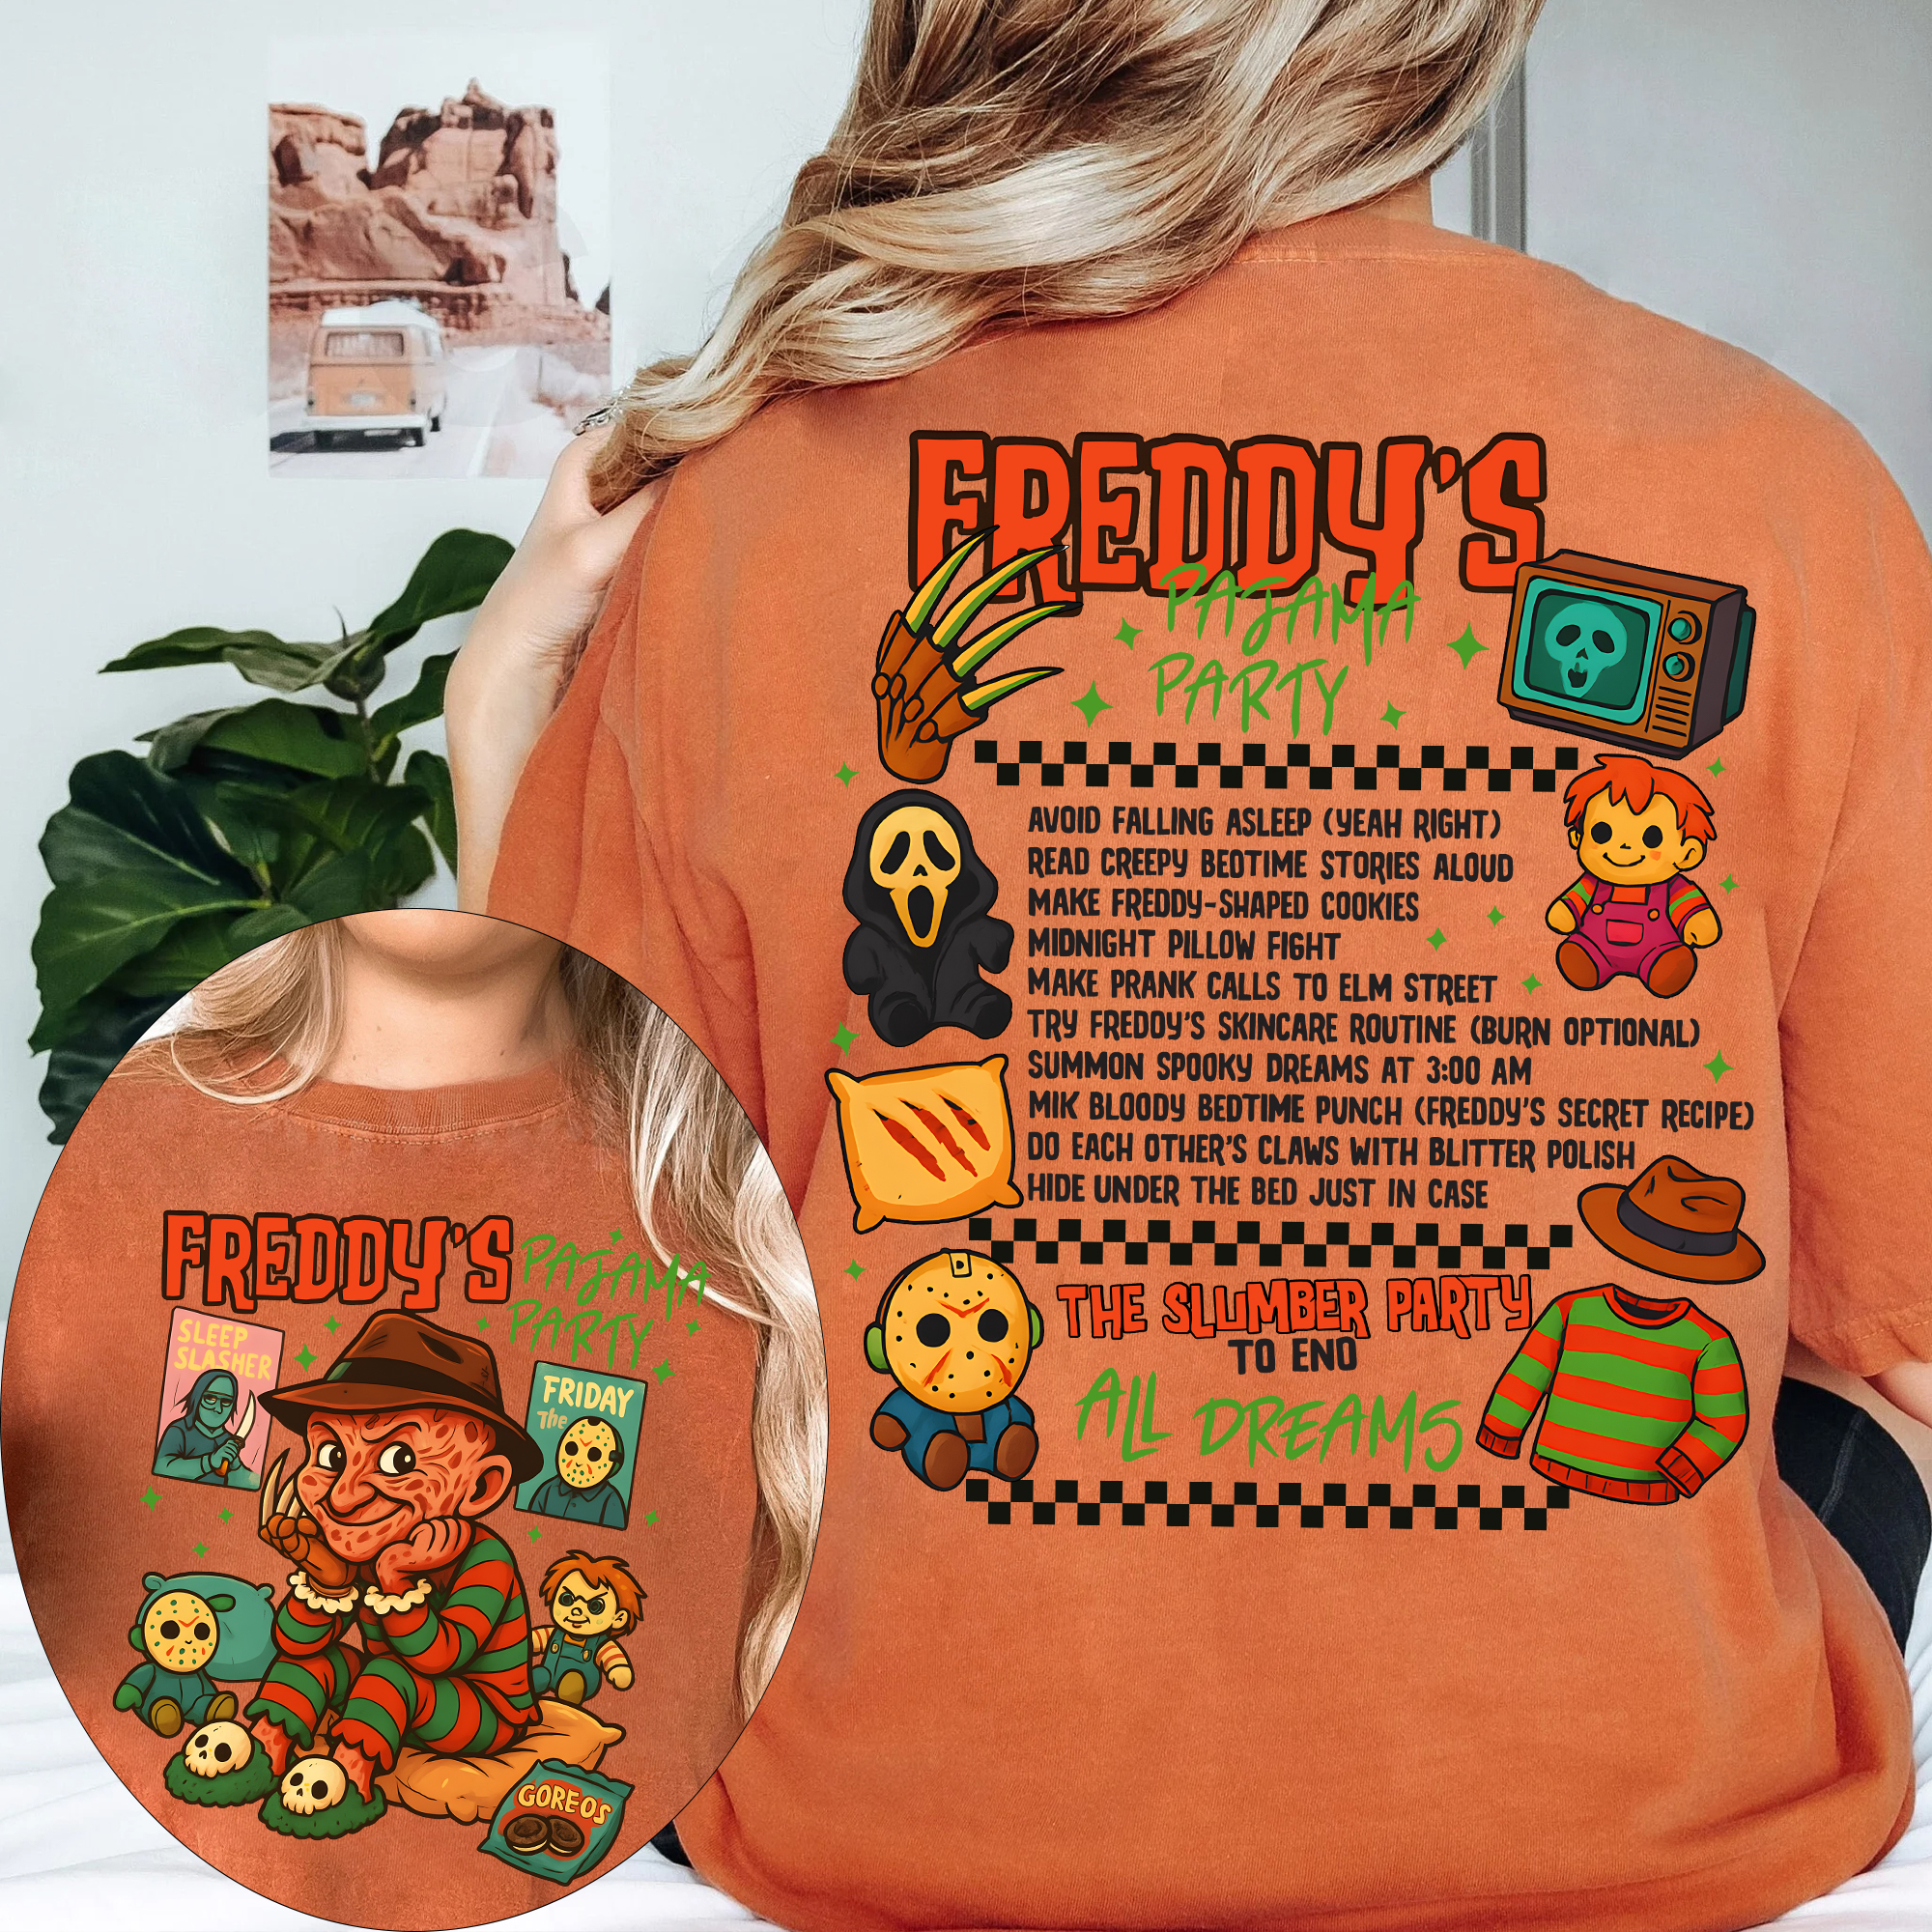 FREDDY'S
PAJAMA
PARTY
AVOID FALLING ASLEEP (YEAH RIGHT)
READ CREEPY BEOTIME STORIES ALOUD
MAKE FREDDY-SHAPED COOKIES
MIDNIGHT PILLOW FIGHT
MAKE PRANK CALLS TO ELM STREET
TRY FREDDY'S SKINCARE ROUTINE (BURN OPTIONAL)
SUMMON SPOOKY DREAMS AT 3:00 AM
MIK BLOODY BEDTIME PUNCH (FREDDY'S SECRET RECIPE)
DO EACH OTHER'S CLAWS WITH BLITTER POLISH
HIDE UNDER THE BED JUST IN CASE
THE SLUMBER PARTY
TO END
ALL DREAMS
FREDDY'S PAJAMA
PARTY
SLEEP
SLASHER
FRIDAY
The
GOREOS